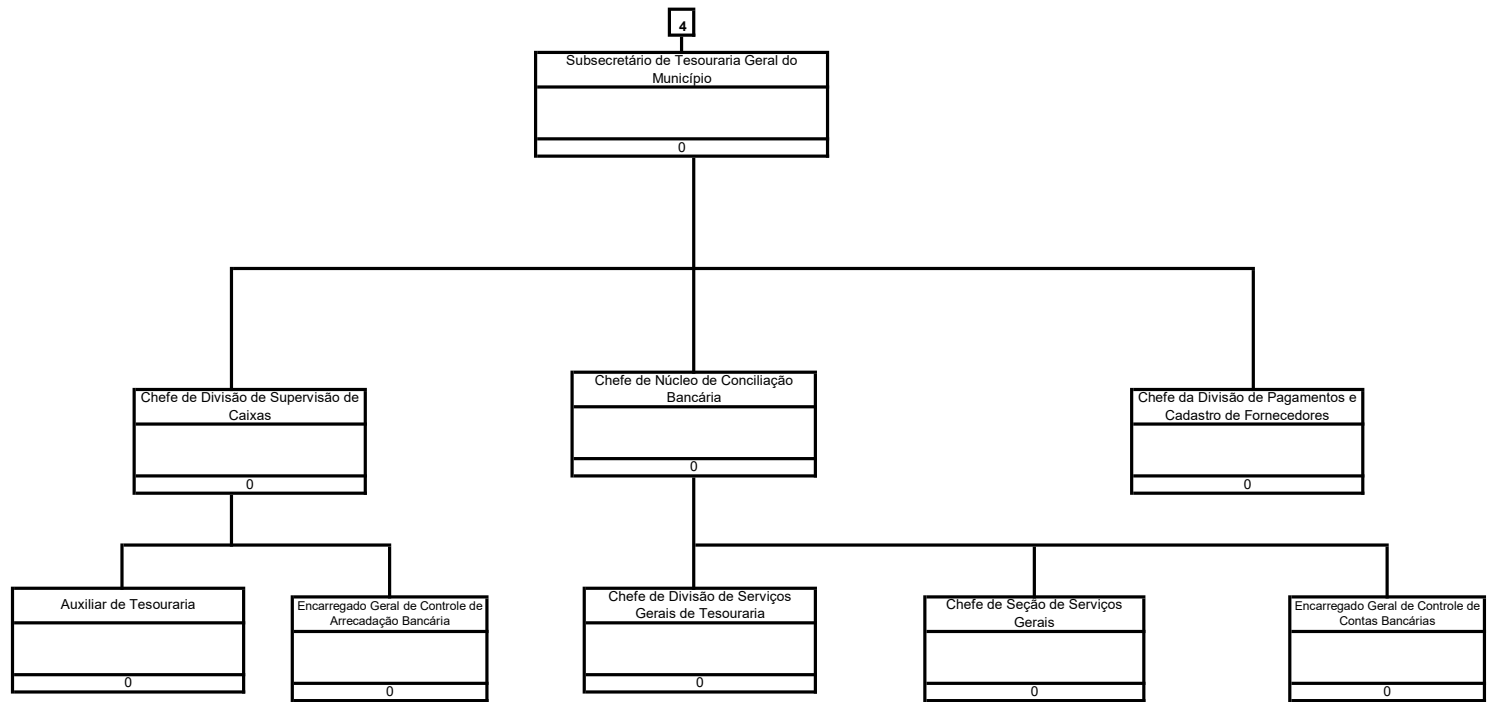 4
Subsecretário de Tesouraria Geral do
Município
0
Chefe de Divisão de Supervisão de
Caixas
0
Chefe de Núcleo de Conciliação
Bancária
0
Chefe da Divisão de Pagamentos e
Cadastro de Fornecedores
0
Auxiliar de Tesouraria
0
Encarregado Geral de Controle de
Arrecadação Bancária
0
Chefe de Divisão de Serviços
Gerais de Tesouraria
0
Chefe de Seção de Serviços
Gerais
0
Encarregado Geral de Controle de
Contas Bancárias
0